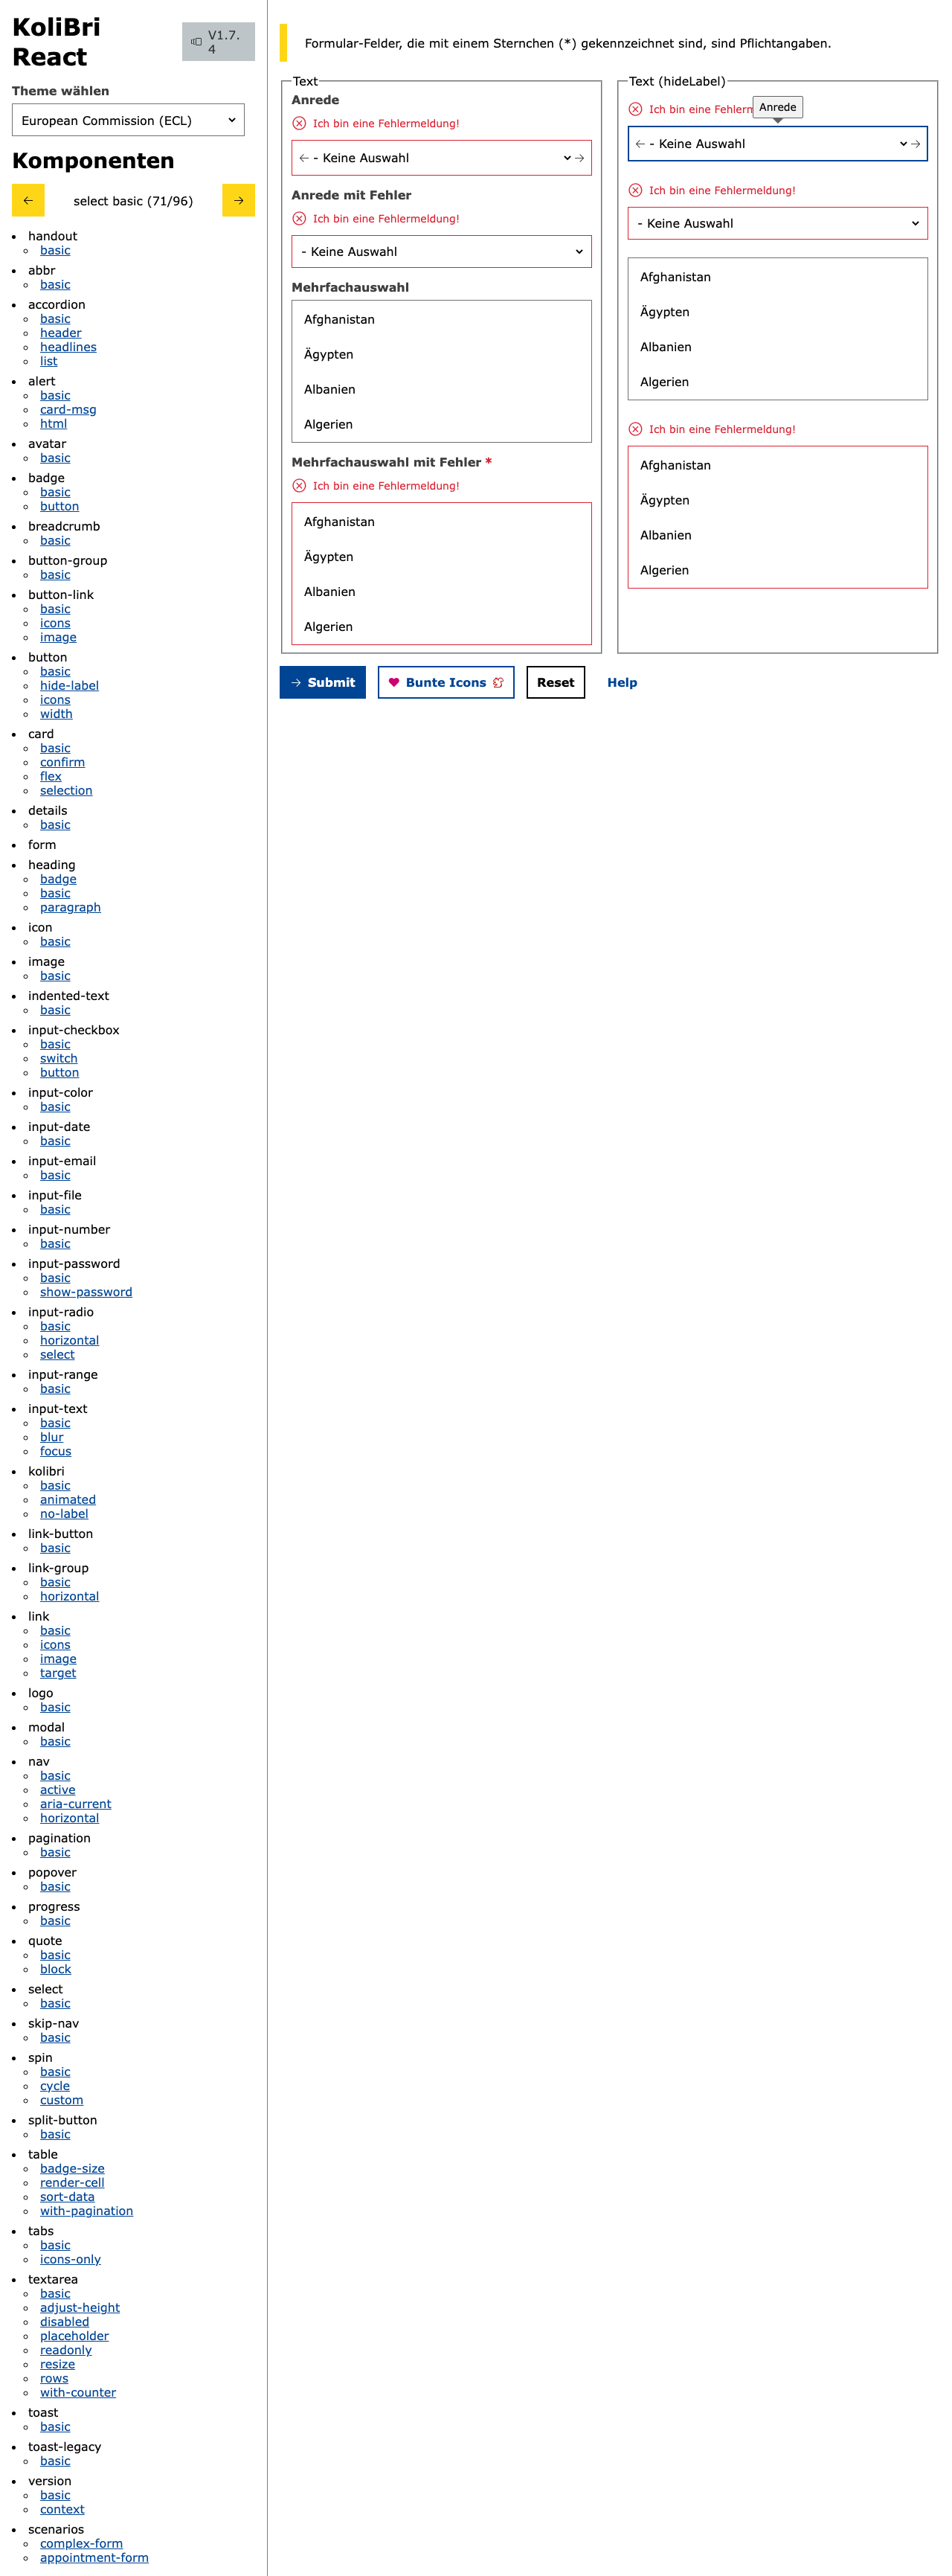 KoliBri
React
V1.7.
4
Theme wählen
European Commission (ECL)
Komponenten
select basic (71/96)
handout
basic
abbr
basic
accordion
basic
header
headlines
list
alert
basic
card-msg
html
avatar
basic
badge
basic
button
breadcrumb
basic
button-group
basic
button-link
basic
icons
image
button
basic
hide-label
icons
width
card
basic
confirm
flex
selection
details
basic
form
heading
badge
basic
paragraph
icon
basic
image
basic
indented-text
basic
input-checkbox
basic
switch
button
input-color
basic
input-date
basic
input-email
basic
input-file
basic
input-number
basic
input-password
basic
show-password
input-radio
basic
horizontal
select
input-range
basic
input-text
basic
blur
focus
kolibri
basic
animated
no-label
link-button
basic
link-group
basic
horizontal
link
basic
icons
image
target
logo
basic
modal
basic
nav
basic
active
aria-current
horizontal
pagination
basic
popover
basic
progress
basic
quote
basic
block
select
basic
skip-nav
basic
spin
basic
cycle
custom
split-button
basic
table
badge-size
render-cell
sort-data
with-pagination
tabs
basic
icons-only
textarea
basic
adjust-height
disabled
placeholder
readonly
resize
rows
with-counter
toast
basic
toast-legacy
basic
version
basic
context
scenarios
complex-form
appointment-form
Formular-Felder, die mit einem Sternchen (*) gekennzeichnet sind, sind Pflichtangaben.
Text
Anrede
Ich bin eine Fehlermeldung!
- Keine Auswahl
Anrede mit Fehler
Ich bin eine Fehlermeldung!
- Keine Auswahl
Mehrfachauswahl
Afghanistan
Ägypten
Albanien
Algerien
Mehrfachauswahl mit Fehler *
Ich bin eine Fehlermeldung!
Afghanistan
Ägypten
Albanien
Algerien
Text (hideLabel)
Ich bin eine
Anrede
- Keine Auswahl
Ich bin eine Fehlermeldung!
- Keine Auswahl
Afghanistan
Ägypten
Albanien
Algerien
Ich bin eine Fehlermeldung!
Afghanistan
Ägypten
Albanien
Algerien
Submit
Bunte Icons
Reset
Help